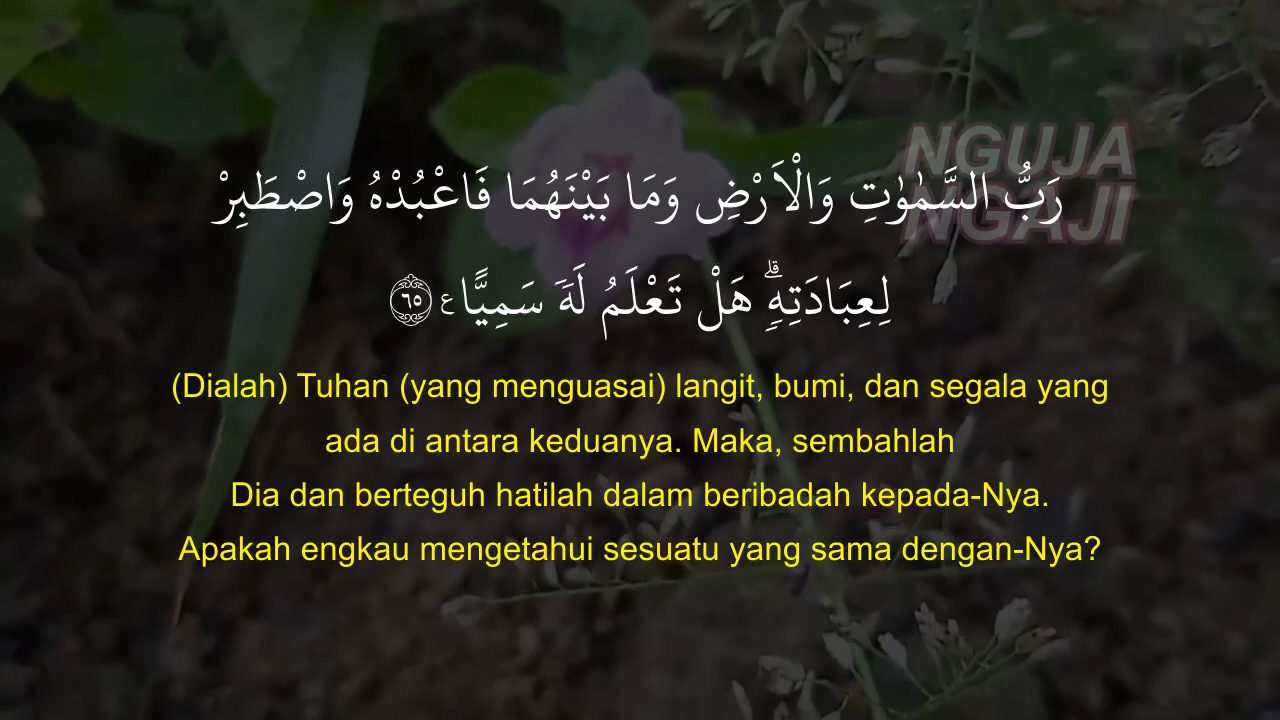 NGUJA
NGAJI
رَبُّ السَّمٰوٰتِ وَالْاَرْضِ وَمَا بَيْنَهُمَا فَاعْبُدْهُ وَاصْطَبِرْ
لِعِبَادَتِهٖۗ هَلْ تَعْلَمُ لَهٗ سَمِيًّا ࣖ ٦٥
(Dialah) Tuhan (yang menguasai) langit, bumi, dan segala yang
ada di antara keduanya. Maka, sembahlah
Dia dan berteguh hatilah dalam beribadah kepada-Nya.
Apakah engkau mengetahui sesuatu yang sama dengan-Nya?